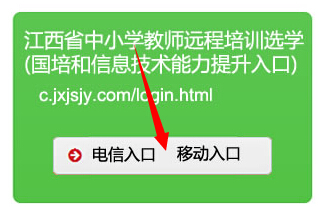 江西省中小学教师远程培训选学
(国培和信息技术能力提升入口)
c.jxjsjy.com/login.html
电信入口 移动入口